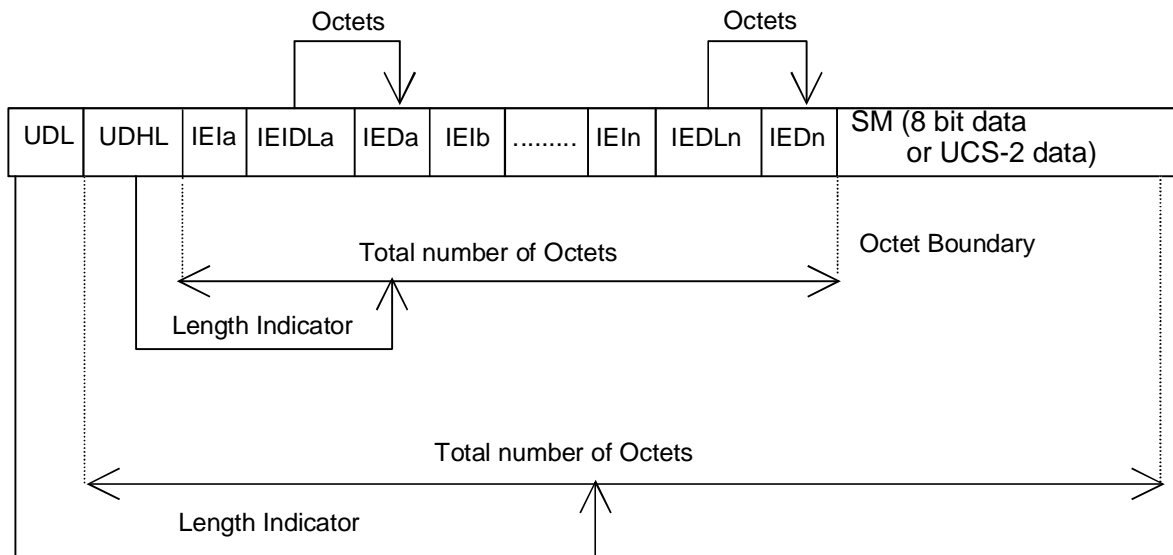 Octets Octets
UDL UDHL IEIa IEIDLa IEDa IEIb ......... IEIn IEDLn IEDn SM (8 bit data
or UCS-2 data)
Total number of Octets Octet Boundary
Length Indicator
Total number of Octets
Length Indicator